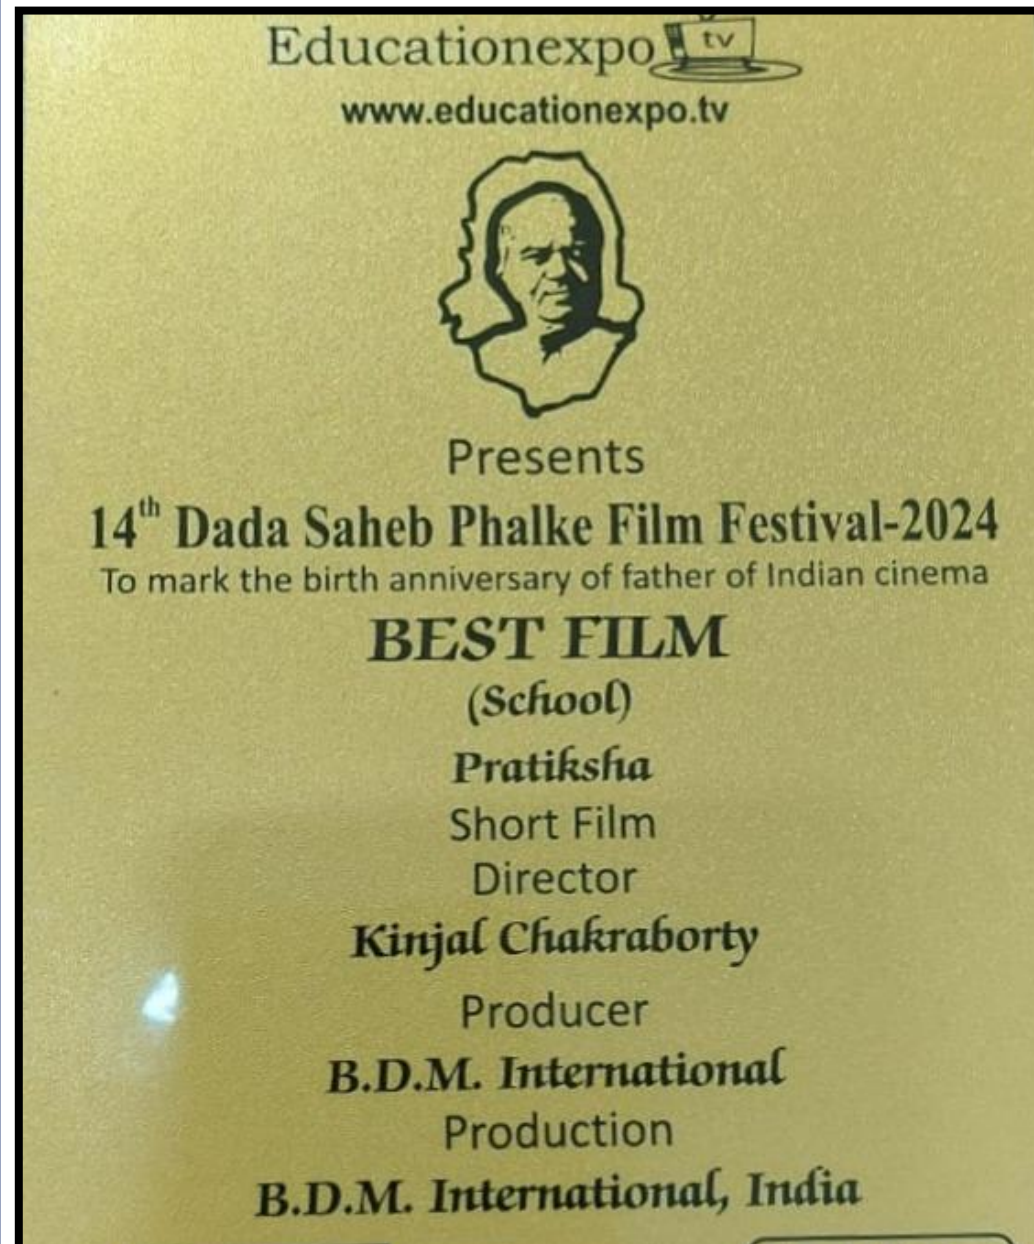 Educationexpo tv
www.educationexpo.tv
Presents
14th Dada Saheb Phalke Film Festival-2024
To mark the birth anniversary of father of Indian cinema
BEST FILM
(School)
Pratiksha
Short Film
Director
Kinjal Chakraborty
Producer
B.D.M. International
Production
B.D.M. International, India